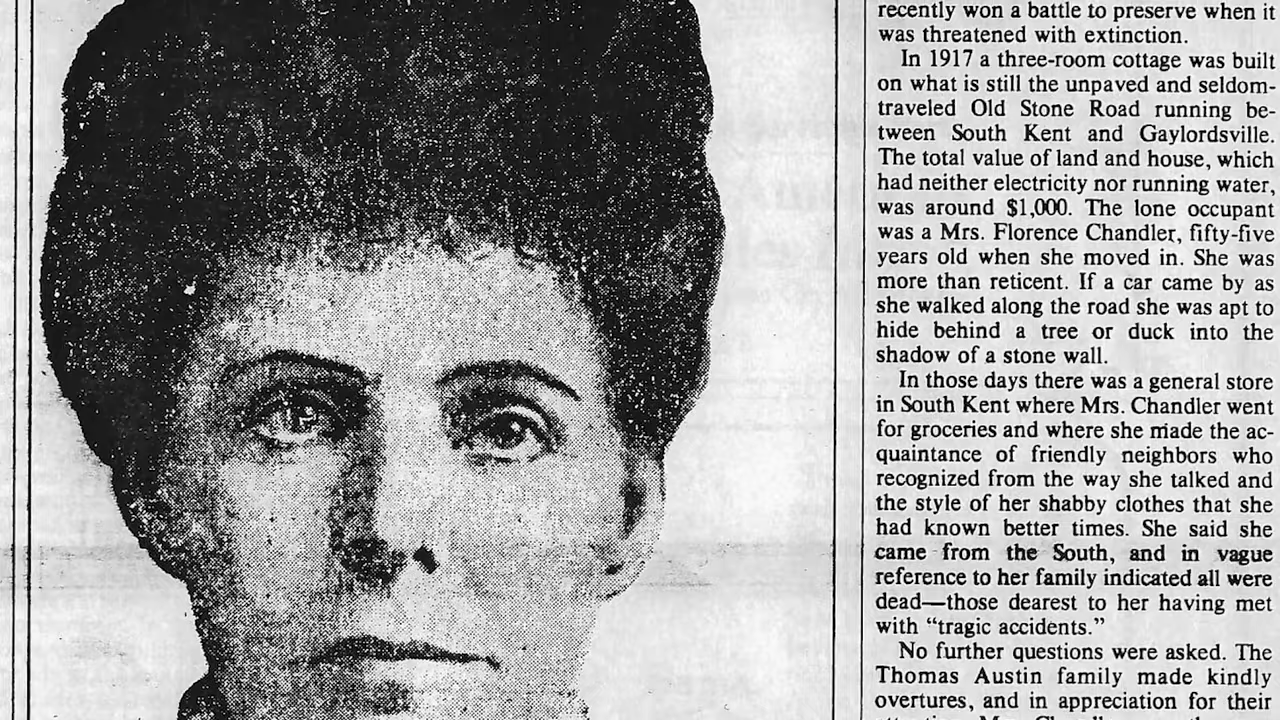 recently won a battle to preserve when it
was threatened with extinction.
In 1917 a three-room cottage was built
on what is still the unpaved and seldom-
traveled Old Stone Road running be-
tween South Kent and Gaylordsville.
The total value of land and house, which
had neither electricity nor running water,
was around $1,000. The lone occupant
was a Mrs. Florence Chandler, fifty-five
years old when she moved in. She was
more than reticent. If a car came by as
she walked along the road she was apt to
hide behind a tree or duck into the
shadow of a stone wall.
In those days there was a general store
in South Kent where Mrs. Chandler went
for groceries and where she made the ac-
quaintance of friendly neighbors who
recognized from the way she talked and
the style of her shabby clothes that she
had known better times. She said she
came from the South, and in vague
reference to her family indicated all were
dead—those dearest to her having met
with “tragic accidents.”
No further questions were asked. The
Thomas Austin family made kindly
overtures, and in appreciation for their